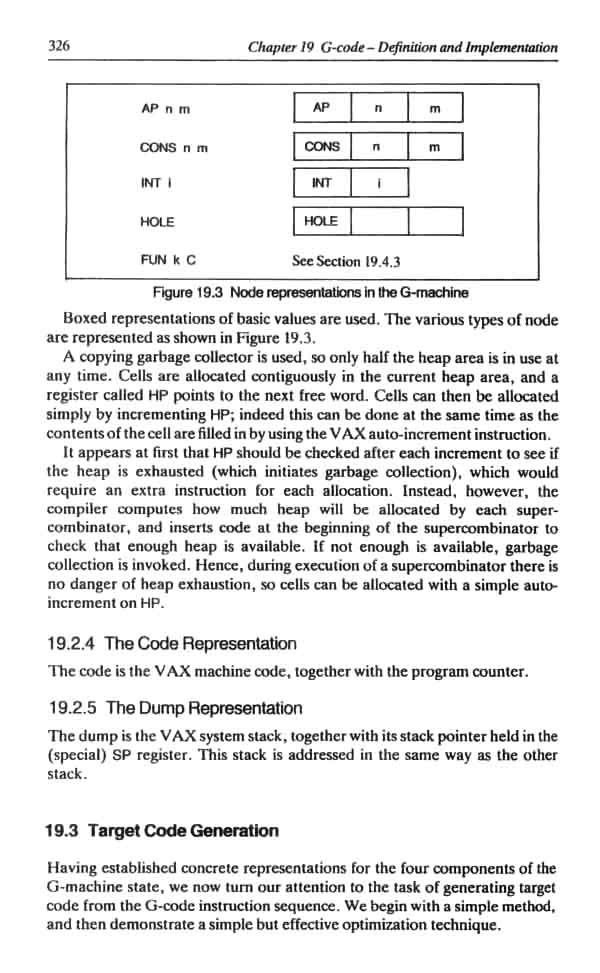 326
Chapter 19 G-code – Definition and Implementation
AP n m
AP n m
CONS n m
CONS n m
INT i
INT i
HOLE
HOLE
FUN k C
See Section 19.4.3
Figure 19.3 Node representations in the G-machine
Boxed representations of basic values are used. The various types of node
are represented as shown in Figure 19.3.
A copying garbage collector is used, so only half the heap area is in use at
any time. Cells are allocated contiguously in the current heap area, and a
register called HP points to the next free word. Cells can then be allocated
simply by incrementing HP; indeed this can be done at the same time as the
contents of the cell are filled in by using the VAX auto-increment instruction.
It appears at first that HP should be checked after each increment to see if
the heap is exhausted (which initiates garbage collection), which would
require an extra instruction for each allocation. Instead, however, the
compiler computes how much heap will be allocated by each super-
combinator, and inserts code at the beginning of the supercombinator to
check that enough heap is available. If not enough is available, garbage
collection is invoked. Hence, during execution of a supercombinator there is
no danger of heap exhaustion, so cells can be allocated with a simple auto-
increment on HP.
19.2.4 The Code Representation
The code is the VAX machine code, together with the program counter.
19.2.5 The Dump Representation
The dump is the VAX system stack, together with its stack pointer held in the
(special) SP register. This stack is addressed in the same way as the other
stack.
19.3 Target Code Generation
Having established concrete representations for the four components of the
G-machine state, we now turn our attention to the task of generating target
code from the G-code instruction sequence. We begin with a simple method,
and then demonstrate a simple but effective optimization technique.